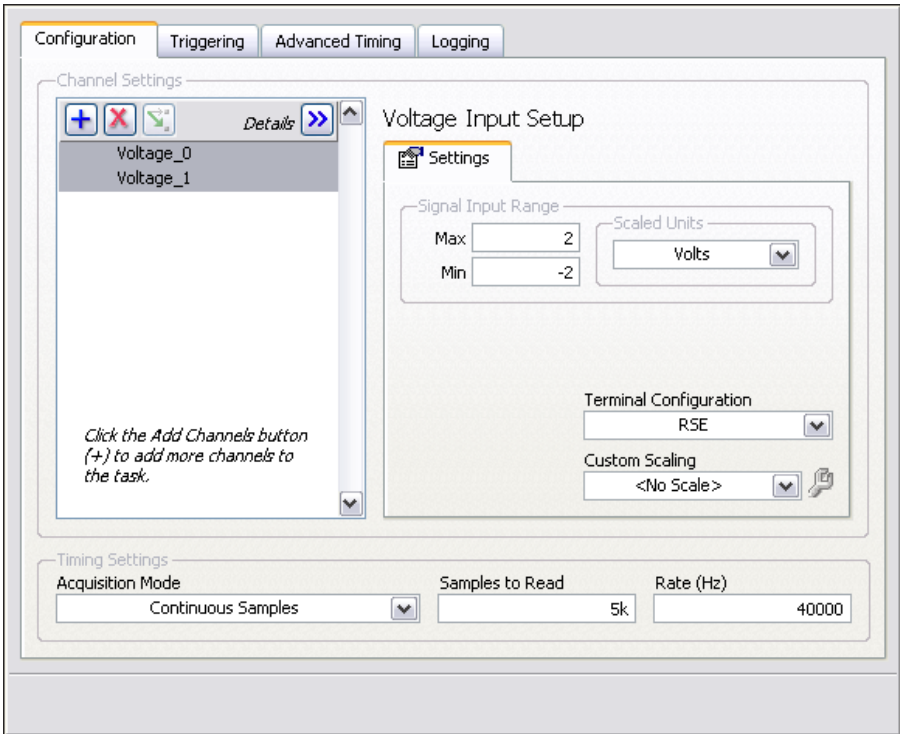 Configuration
Triggering
Advanced Timing
Logging
Channel Settings
Details
Voltage_0
Voltage_1
Click the Add Channels button
(+) to add more channels to
the task.
Voltage Input Setup
Settings
Signal Input Range
Max 2
Min -2
Scaled Units
Volts
Terminal Configuration
RSE
Custom Scaling
<No Scale>
Timing Settings
Acquisition Mode
Continuous Samples
Samples to Read
5k
Rate (Hz)
40000